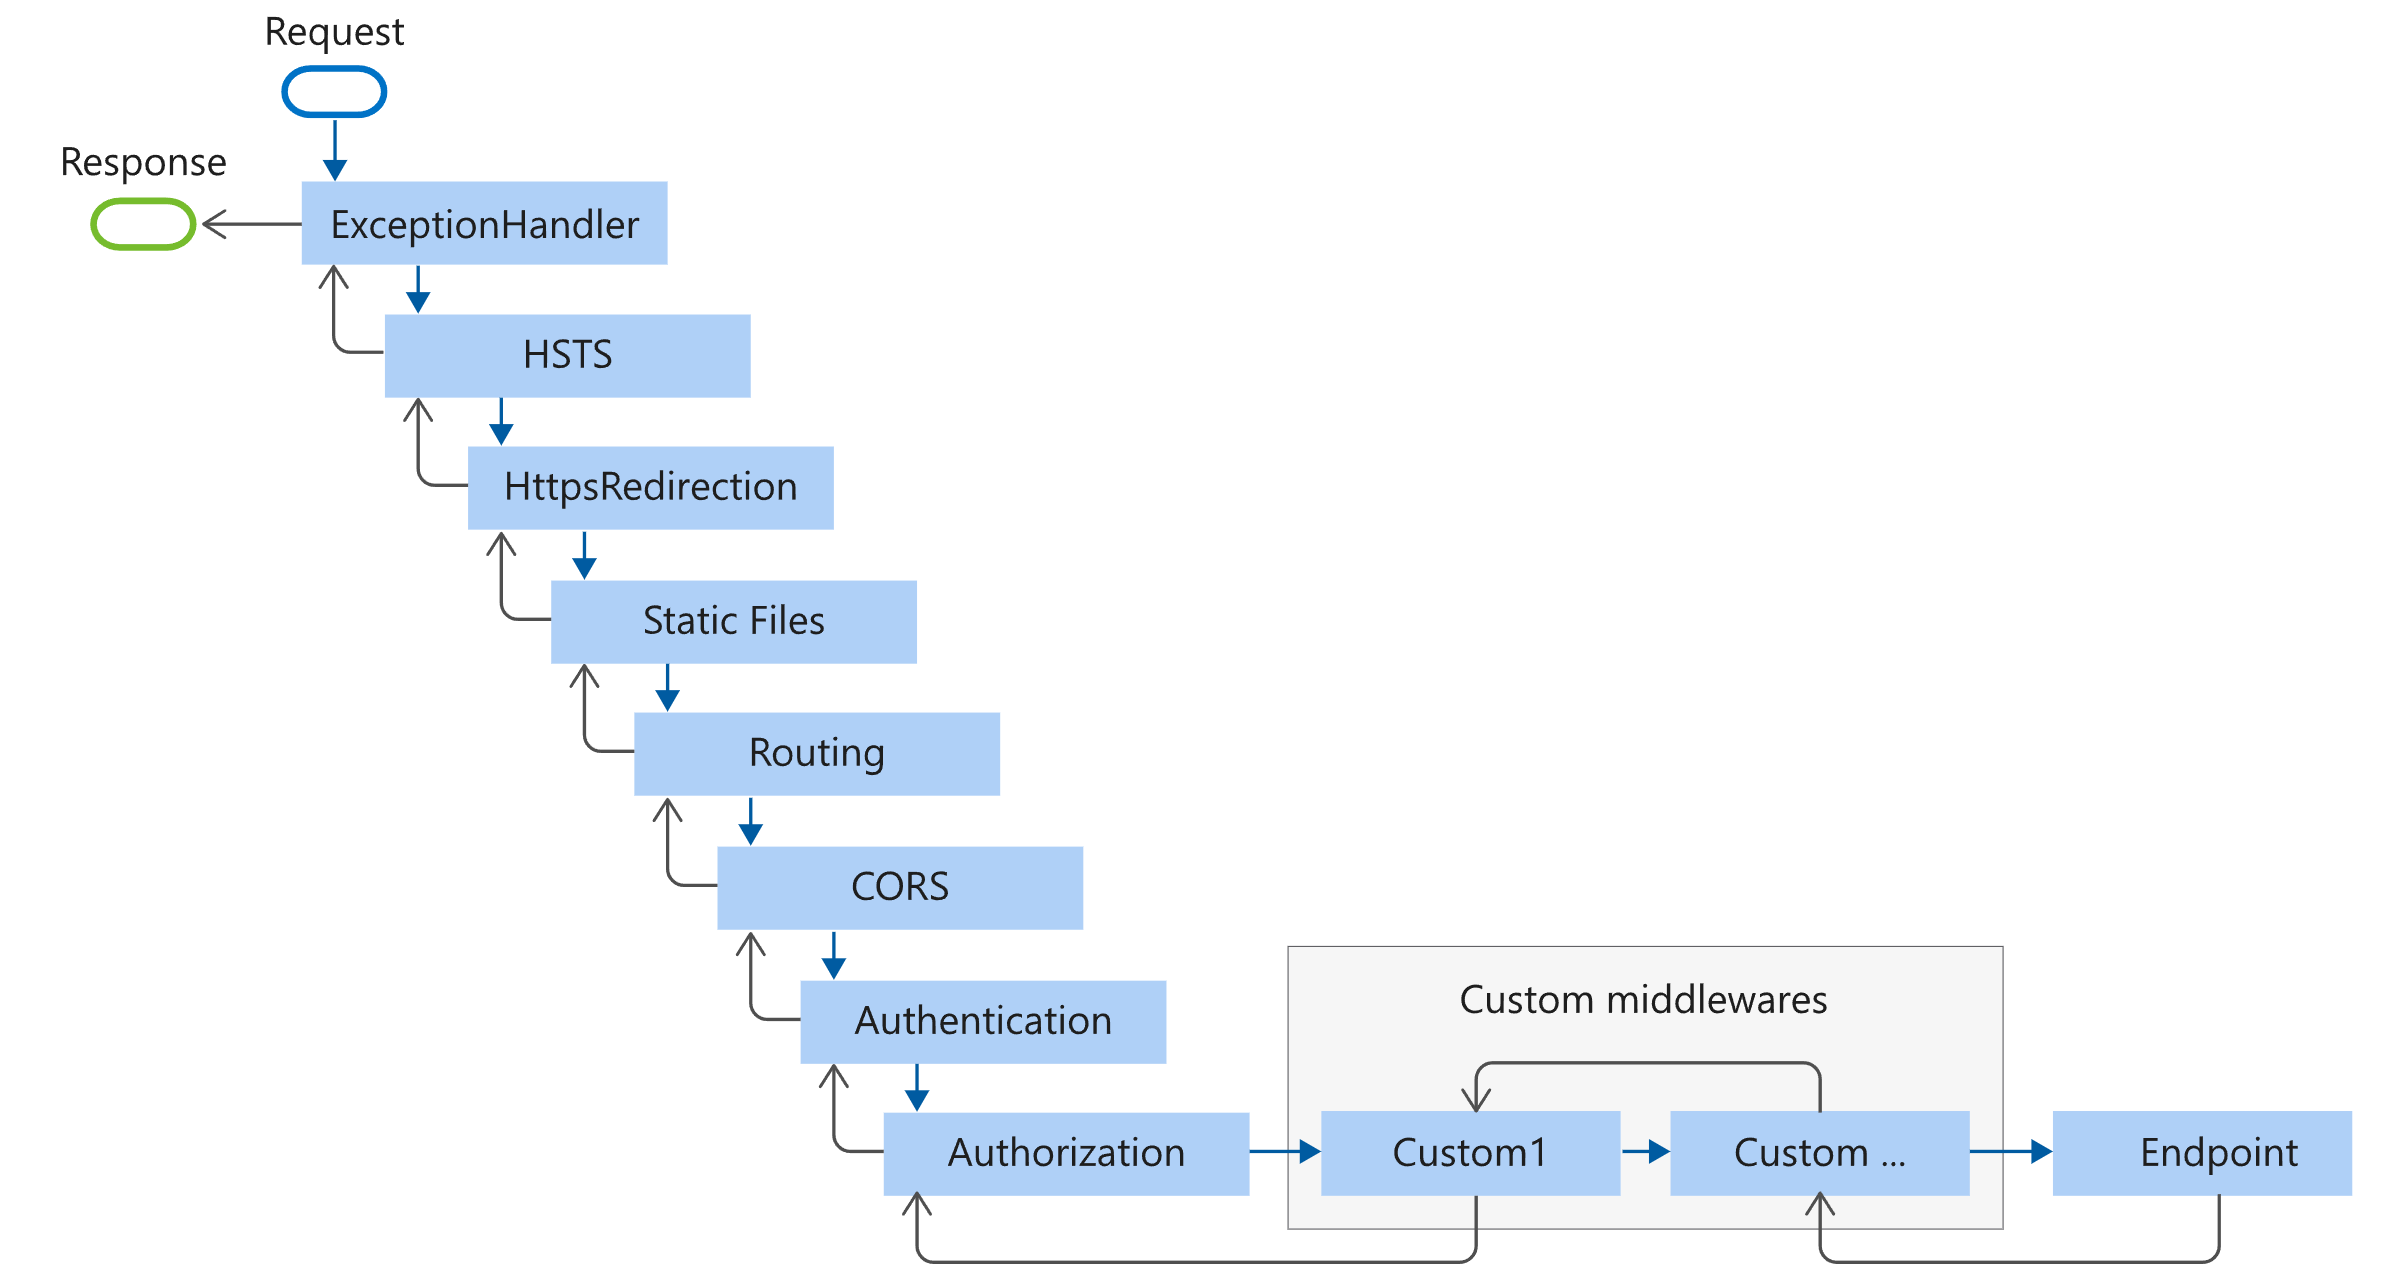 Request
Response
ExceptionHandler
HSTS
HttpsRedirection
Static Files
Routing
CORS
Authentication
Custom middlewares
Authorization
Custom1
Custom ...
Endpoint